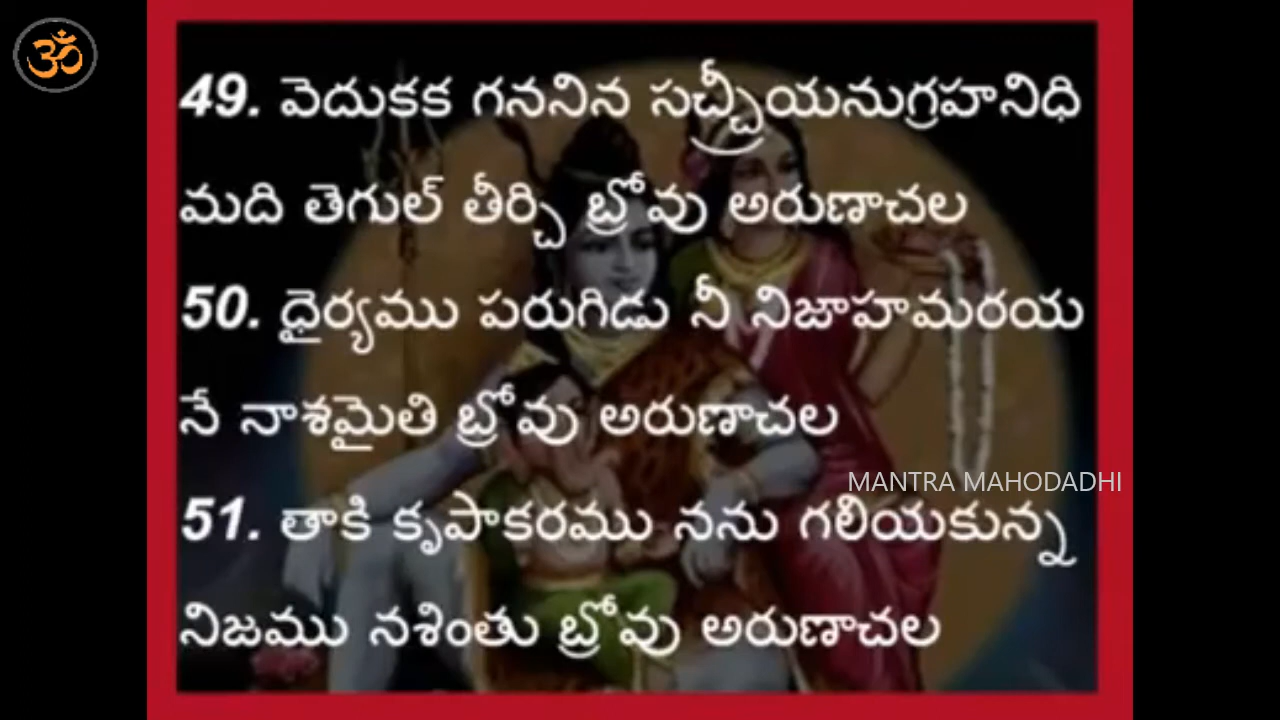 ॐ
49. వెదుకక గననిన సచ్చ్రీయనుగ్రహనిధి
మది తెగుల్ తీర్చి బ్రోవు అరుణాచల
50. ధైర్యము పరుగిడు నీ నిజాహమరయ
నే నాశమైతి బ్రోవు అరుణాచల
MANTRA MAHODADHI
51. తాకి కృపాకరము నను గలియకున్న
నిజము నశింతు బ్రోవు అరుణాచల